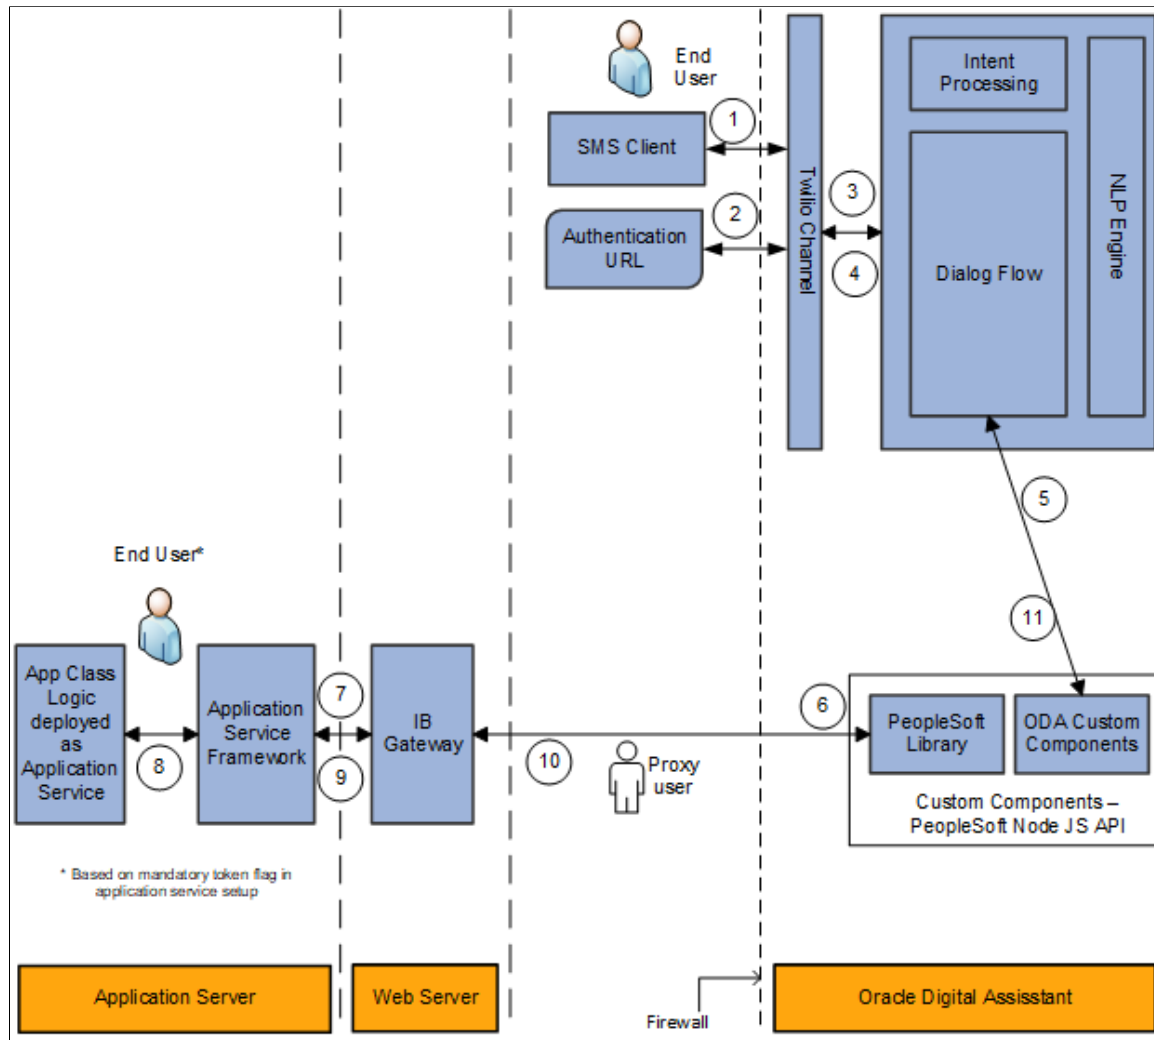 End
User
1
SMS Client
2
Authentication
URL
Twilio Channel
3
4
Intent
Processing
Dialog Flow
NLP Engine
5
11
End User*
App Class
Logic
deployed
as
Application
Service
8
Application
Service
Framework
7
9
IB
Gateway
10
Proxy
user
6
PeopleSoft
Library
ODA Custom
Components
Custom Components –
PeopleSoft Node JS API
* Based on mandatory token flag in
application service setup
Application Server
Web Server
Firewall
Oracle Digital Assisstant